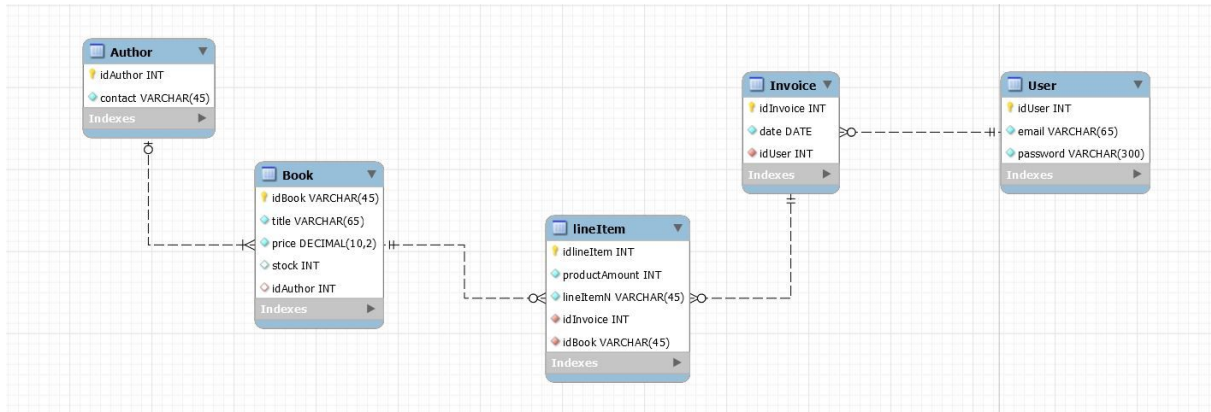 Author
idAuthor INT
contact VARCHAR(45)
Indexes
Book
idBook VARCHAR(45)
title VARCHAR(65)
price DECIMAL(10,2)
stock INT
idAuthor INT
Indexes
lineItem
idlineItem INT
productAmount INT
lineItemN VARCHAR(45)
idInvoice INT
idBook VARCHAR(45)
Indexes
Invoice
idInvoice INT
date DATE
idUser INT
Indexes
User
idUser INT
email VARCHAR(65)
password VARCHAR(300)
Indexes